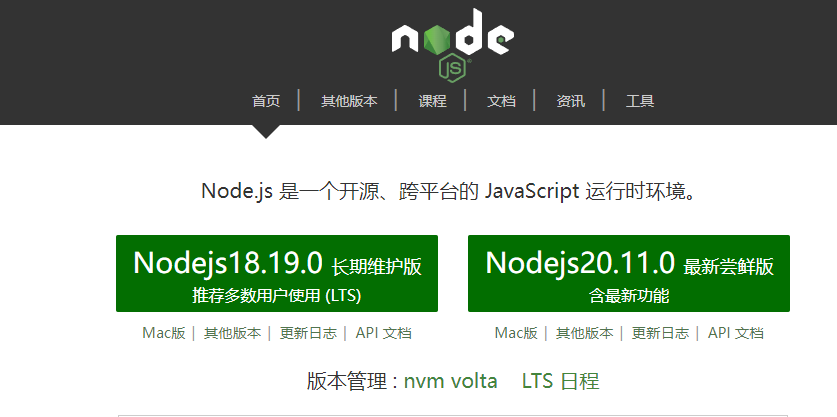 node
JS
首页 | 其他版本 | 课程 | 文档 | 资讯 | 工具
Node.js 是一个开源、跨平台的 JavaScript 运行时环境。
Nodejs18.19.0 长期维护版
推荐多数用户使用 (LTS)
Mac版 | 其他版本 | 更新日志 | API 文档
Nodejs20.11.0 最新尝鲜版
含最新功能
Mac版 | 其他版本 | 更新日志 | API 文档
版本管理 : nvm volta LTS 日程